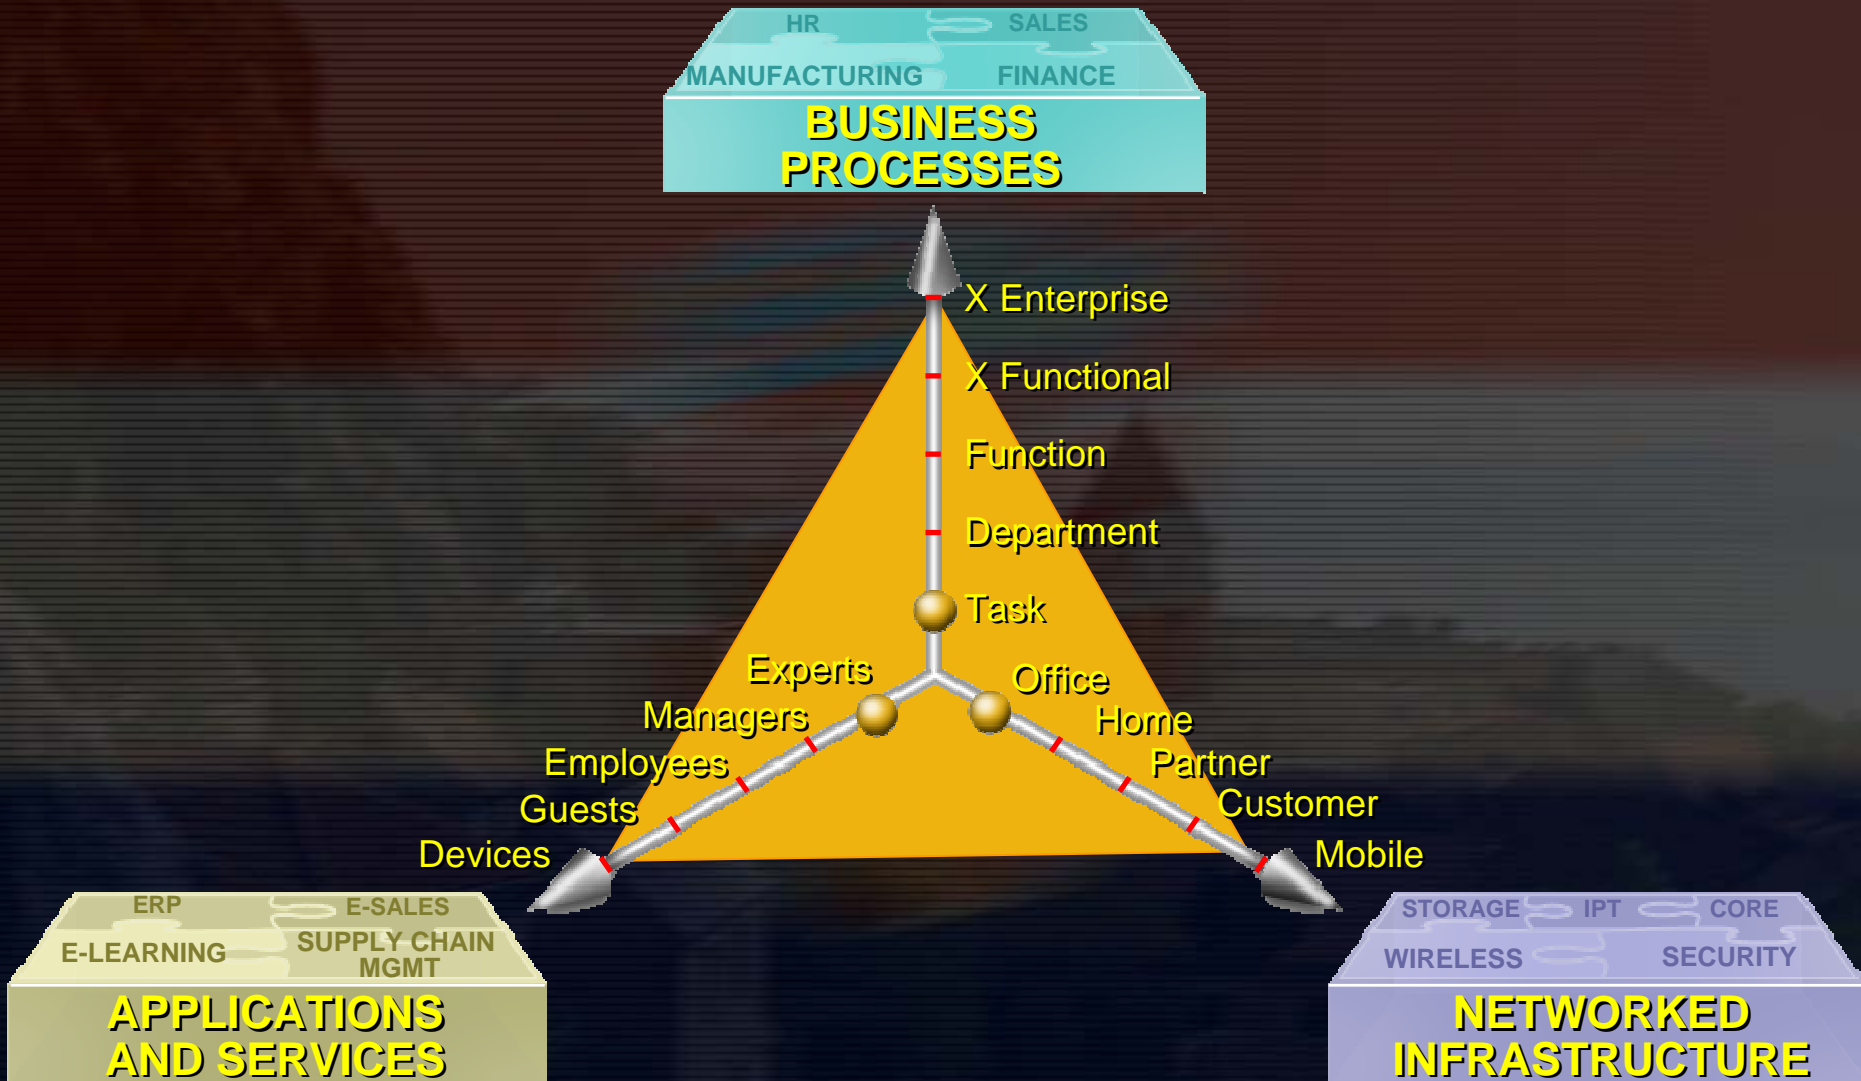 HR
SALES
MANUFACTURING
FINANCE
BUSINESS
PROCESSES
X Enterprise
X Functional
Function
Department
Task
Experts
Managers
Employees
Guests
Devices
Office
Home
Partner
Customer
Mobile
ERP
E-SALES
E-LEARNING
SUPPLY CHAIN
MGMT
APPLICATIONS
AND SERVICES
STORAGE
IPT
CORE
WIRELESS
SECURITY
NETWORKED
INFRASTRUCTURE